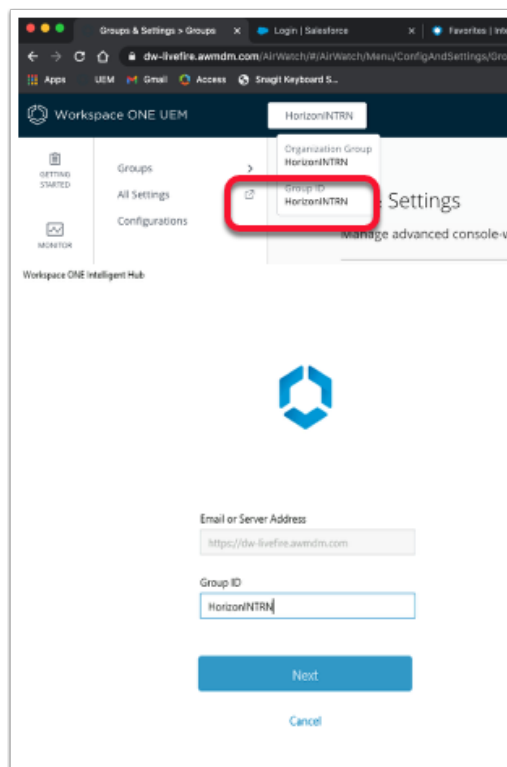 Groups & Settings > Groups
Login | Salesforce
Favorites | Int
dw-livefire.awmdm.com/AirWatch/#/AirWatch/Menu/ConfigAndSettings/Gro
Apps
UEM
Gmail
Access
Snagit Keyboard S...
Workspace ONE UEM
HorizonINTRN
GETTING STARTED
MONITOR
Groups
All Settings
Configurations
Organization Group
HorizonINTRN
Group ID
HorizonINTRN
Settings
Manage advanced console-w
Workspace ONE Intelligent Hub
Email or Server Address
https://dw-livefire.awmdm.com
Group ID
HorizonINTRN
Next
Cancel